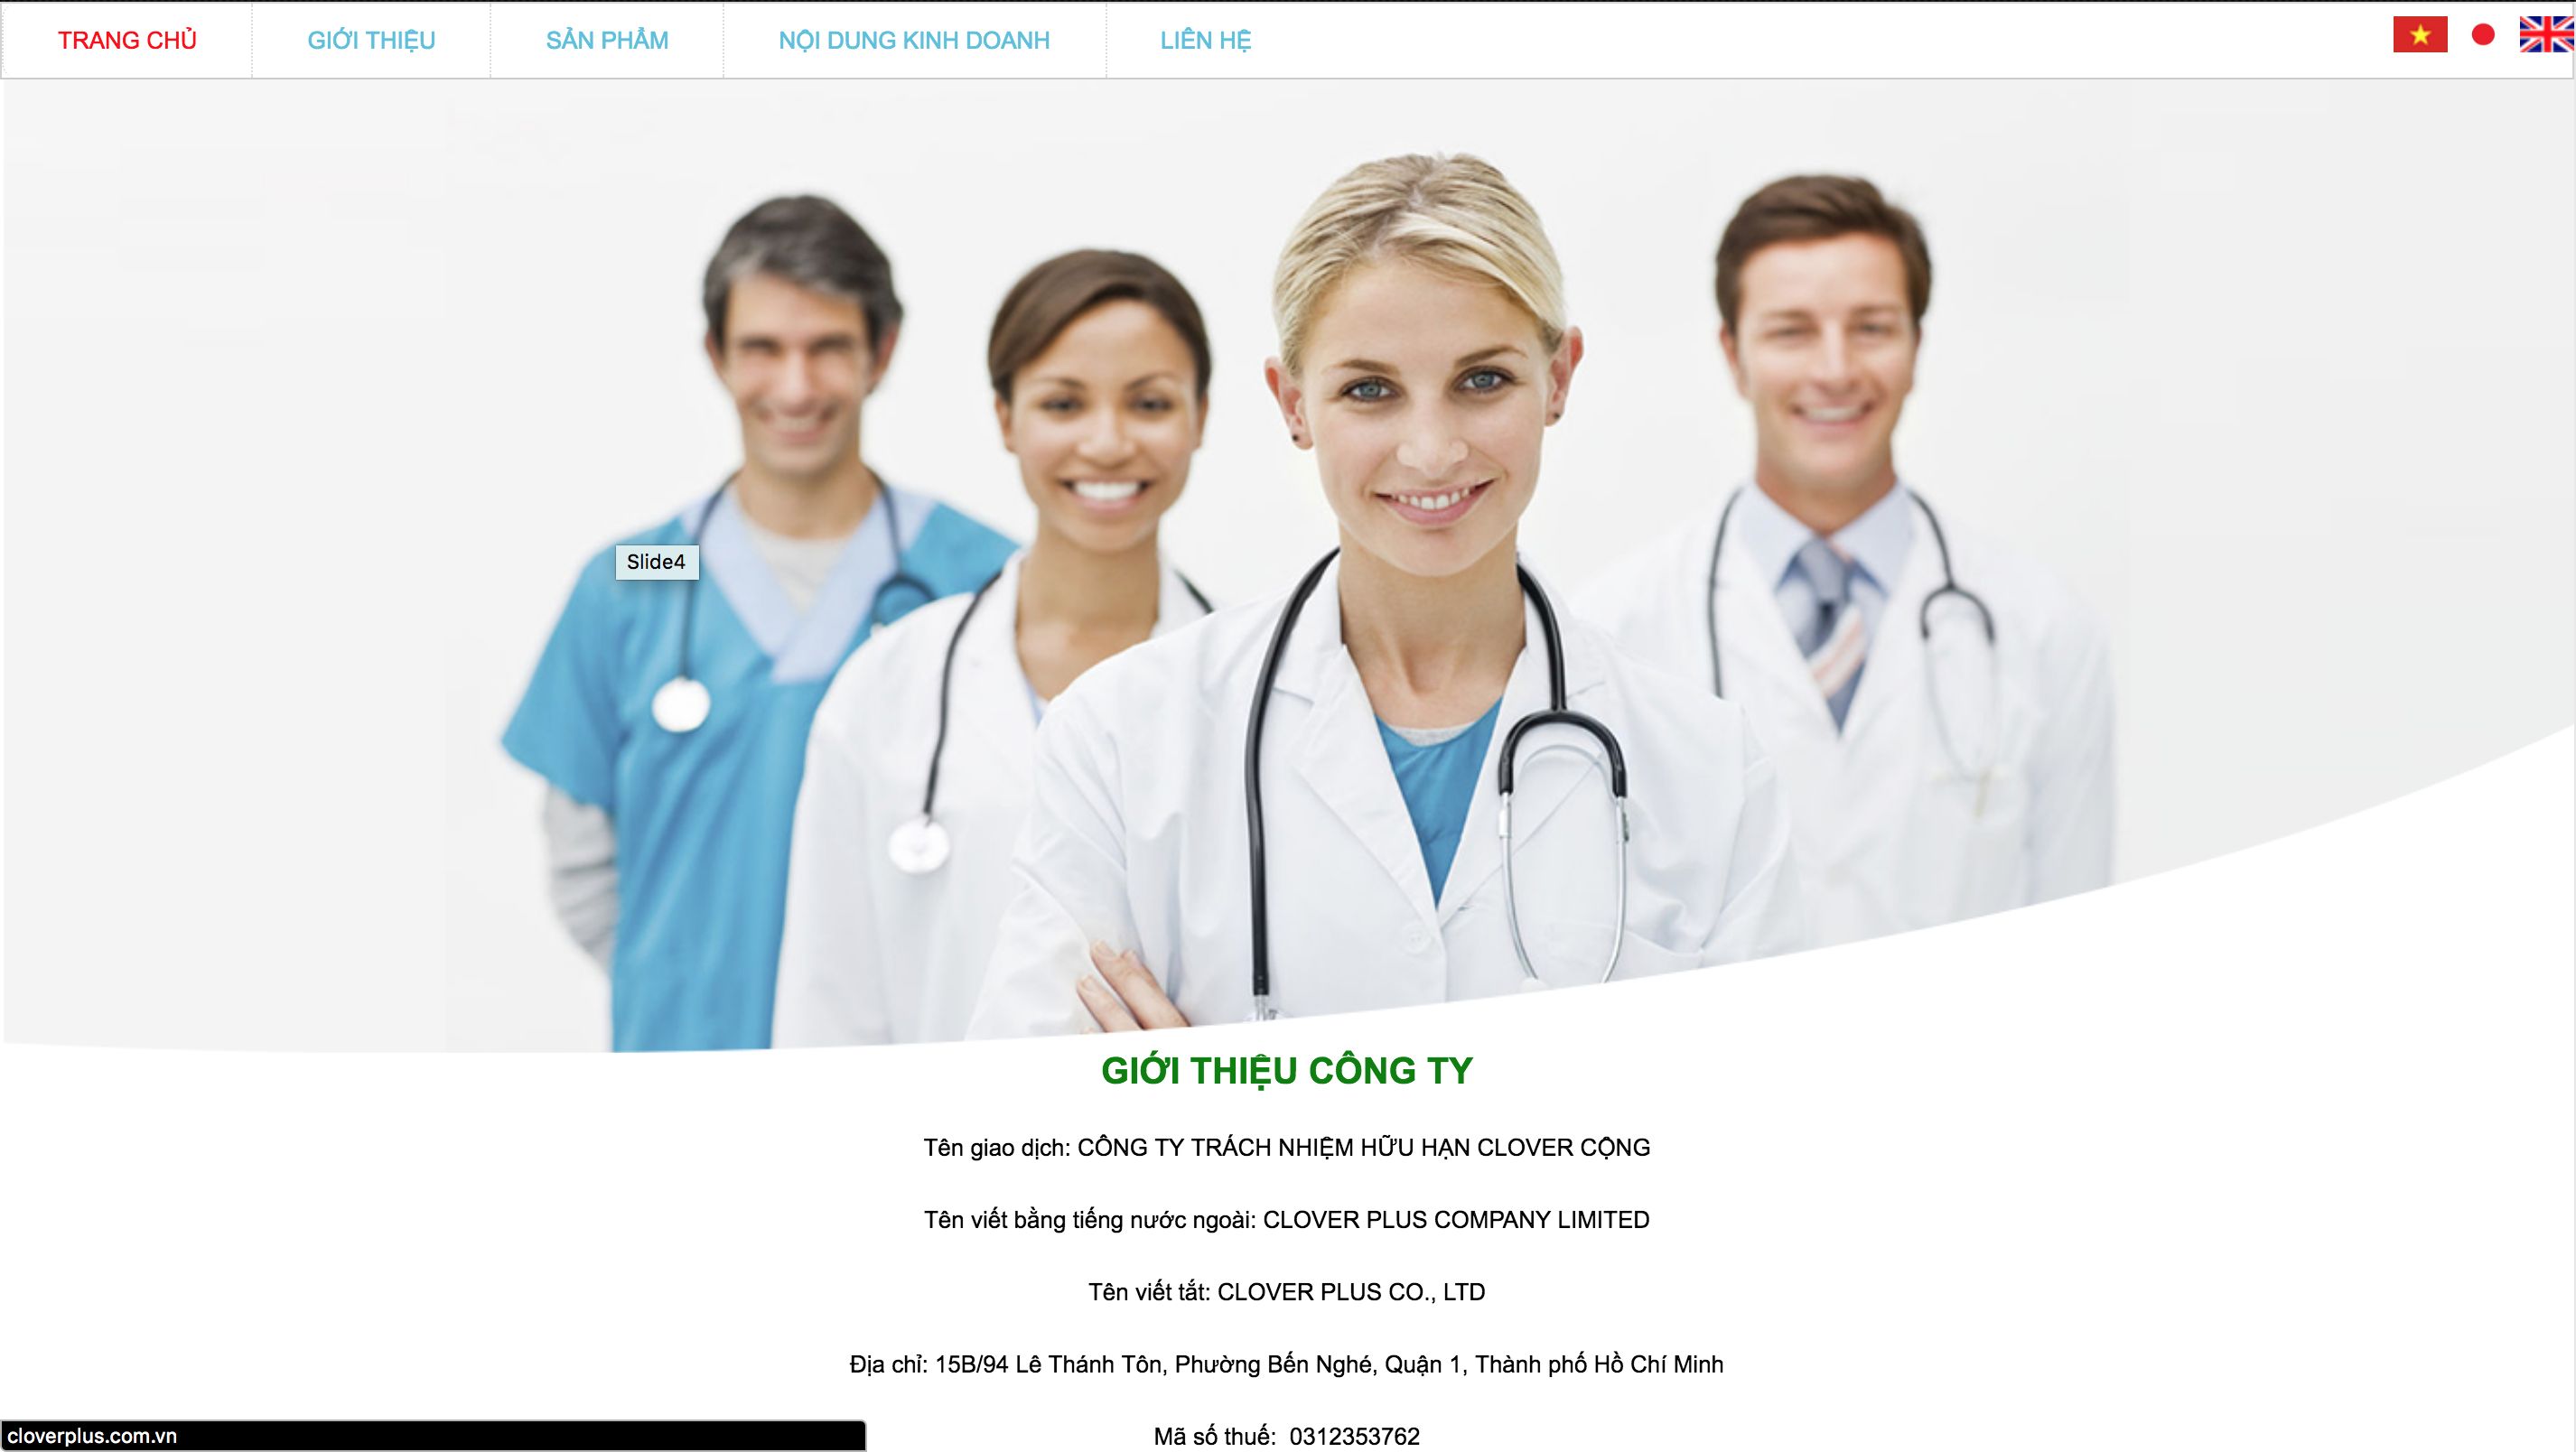 TRANG CHỦ
GIỚI THIỆU
SẢN PHẨM
NỘI DUNG KINH DOANH
LIÊN HỆ
Slide4
GIỚI THIỆU CÔNG TY
Tên giao dịch: CÔNG TY TRÁCH NHIỆM HỮU HẠN CLOVER CỘNG
Tên viết bằng tiếng nước ngoài: CLOVER PLUS COMPANY LIMITED
Tên viết tắt: CLOVER PLUS CO., LTD
Địa chỉ: 15B/94 Lê Thánh Tôn, Phường Bến Nghé, Quận 1, Thành phố Hồ Chí Minh
Mã số thuế: 0312353762
cloverplus.com.vn